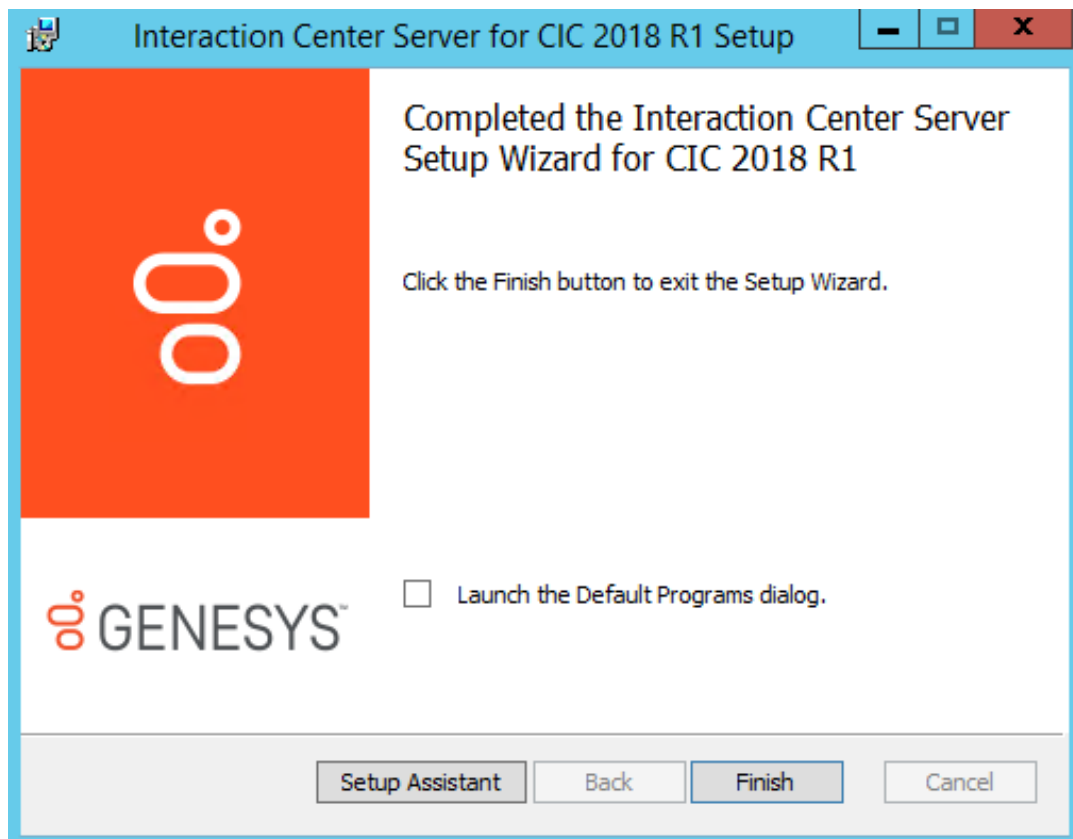 Interaction Center Server for CIC 2018 R1 Setup
Completed the Interaction Center Server
Setup Wizard for CIC 2018 R1
Click the Finish button to exit the Setup Wizard.
Launch the Default Programs dialog.
GENESYS™
Setup Assistant
Back
Finish
Cancel